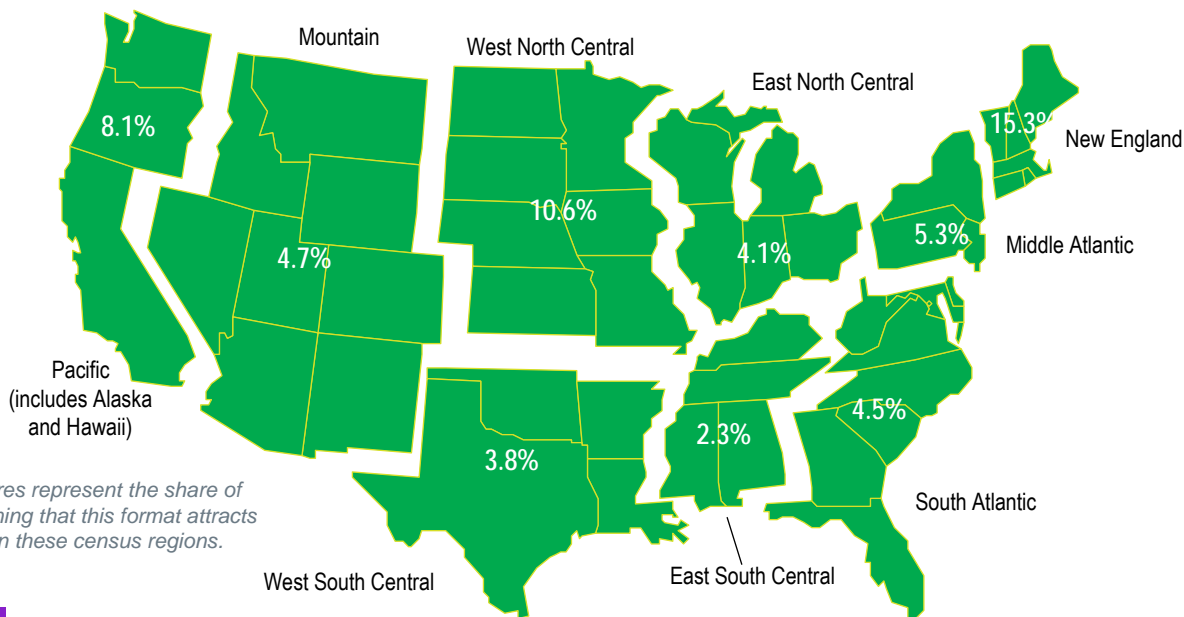 Mountain
West North Central
East North Central
8.1%
15.3%
New England
10.6%
4.7%
4.1%
5.3%
Middle Atlantic
Pacific
(includes Alaska
and Hawaii)
4.5%
2.3%
3.8%
South Atlantic
represent the share of
that this format attracts
these census regions.
West South Central
East South Central